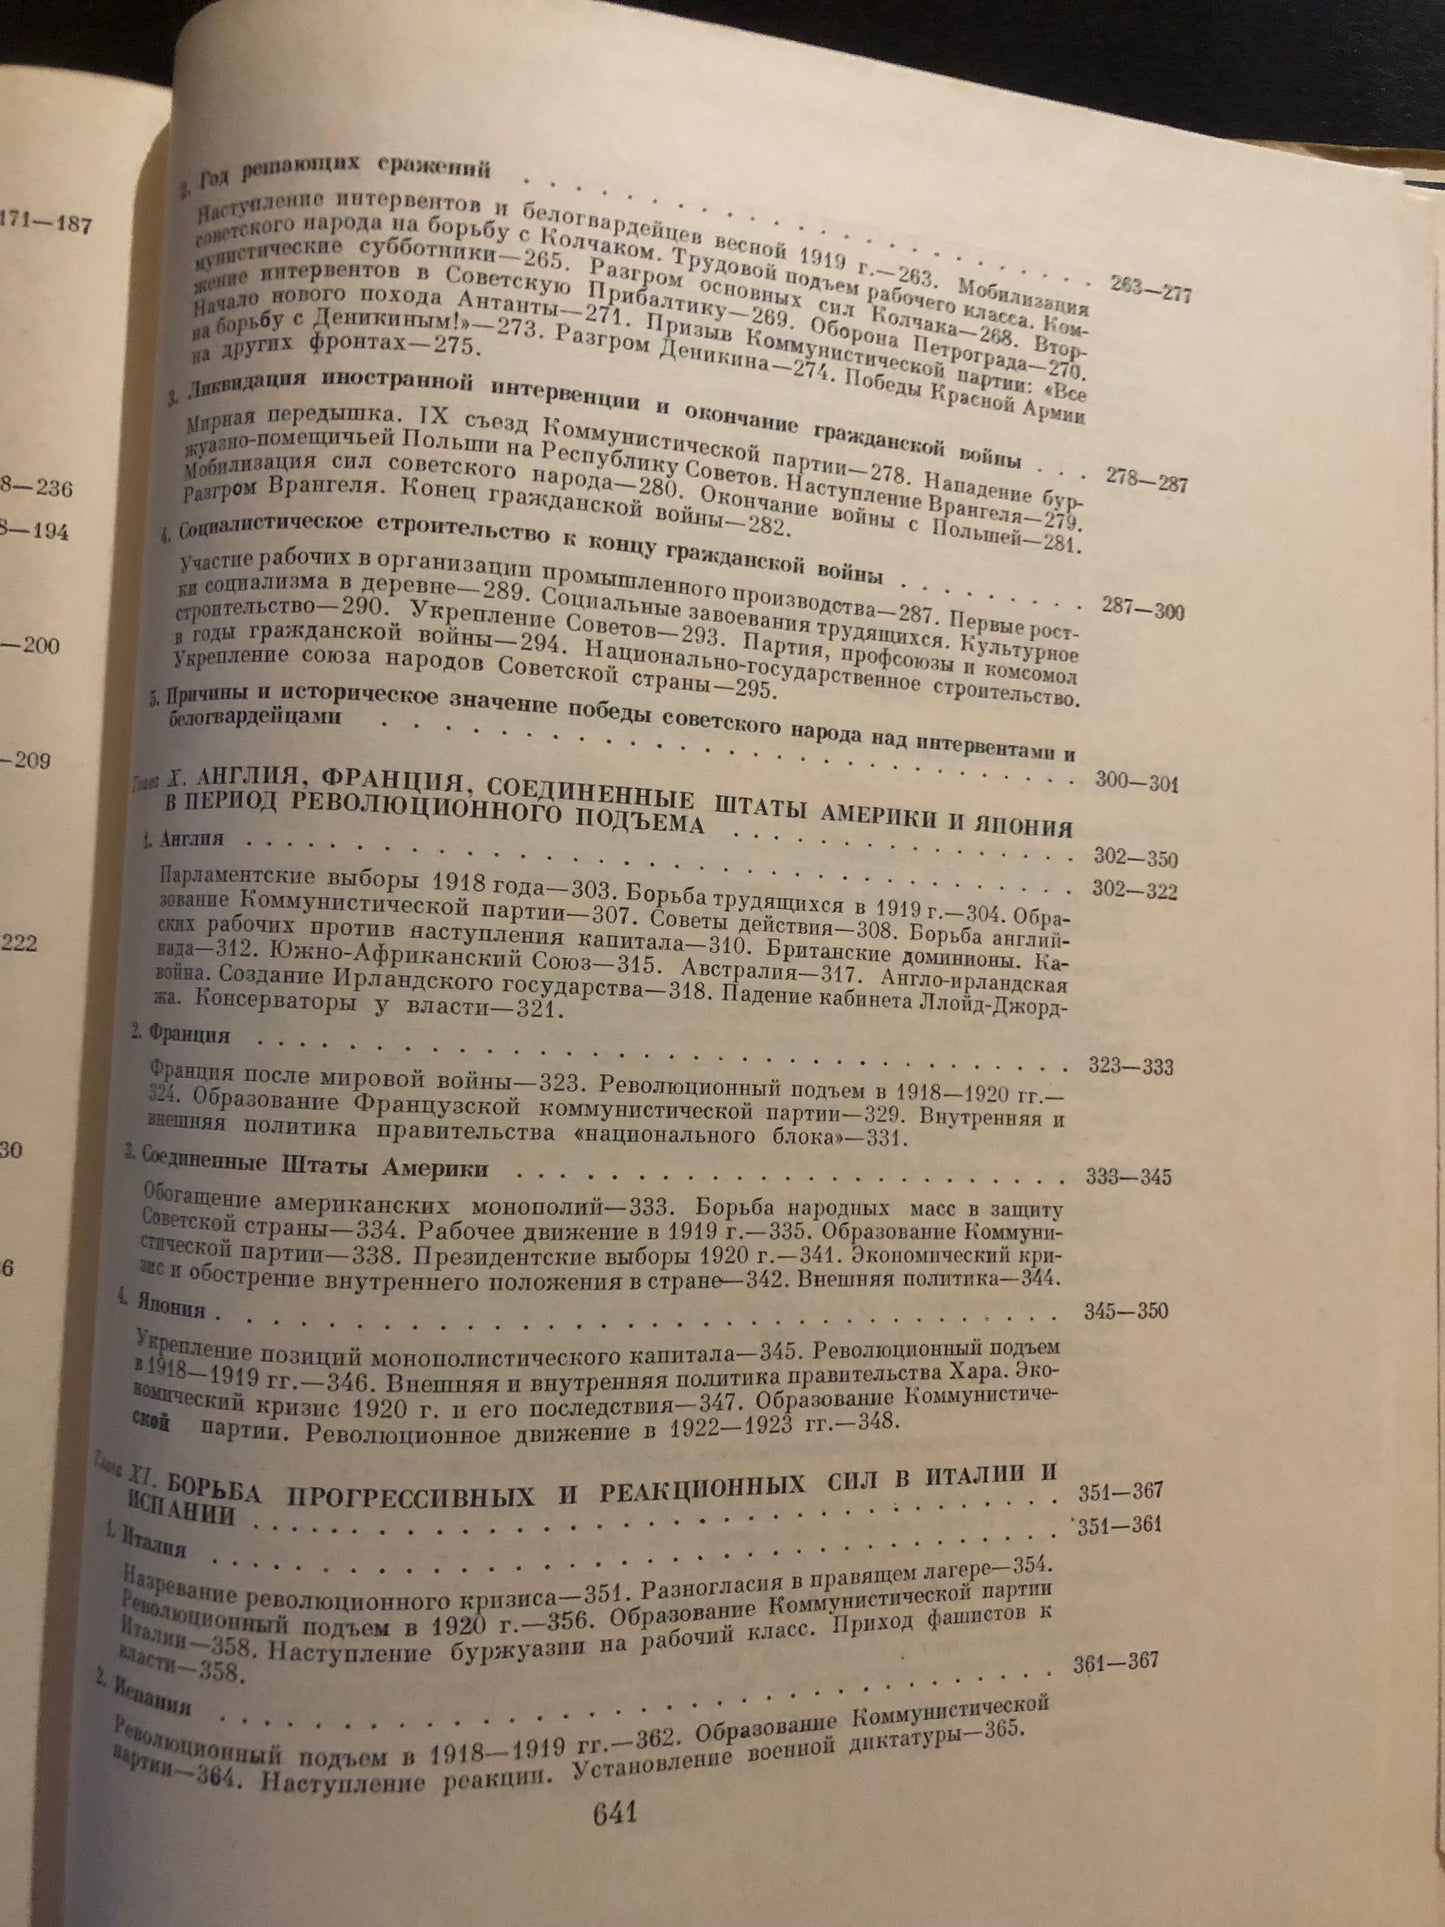 171—187
8—236
8—194
—200
—209
222
30
6
2. Год решающих сражений . . . . . . . . . . . . . . . . . . 263—277
Наступление интервентов и белогвардейцев весной 1919 г.—263. Мобилизация
советского народа на борьбу с Колчаком. Трудовой подъем рабочего класса. Ком-
мунистические субботники—265. Разгром основных сил Колчака—268. Втор-
жение интервентов в Советскую Прибалтику—269. Оборона Петрограда—270.
Начало нового похода Антанты—271. Призыв Коммунистической партии: «Все
на борьбу с Деникиным!»—273. Разгром Деникина—274. Победы Красной Армии
на других фронтах—275.
3. Ликвидация иностранной интервенции и окончание гражданской войны . . . 278—287
Мирная передышка. IX съезд Коммунистической партии—278. Нападение бур-
жуазно-помещичьей Польши на Республику Советов. Наступление Врангеля—279.
Мобилизация сил советского народа—280. Окончание войны с Польшей—281.
Разгром Врангеля. Конец гражданской войны—282.
4. Социалистическое строительство к концу гражданской войны . . . . . . . . 287—300
Участие рабочих в организации промышленного производства—287. Первые рост-
ки социализма в деревне—289. Социальные завоевания трудящихся. Культурное
строительство—290. Укрепление Советов—293. Партия, профсоюзы и комсомол
в годы гражданской войны—294. Национально-государственное строительство.
Укрепление союза народов Советской страны—295.
5. Причины и историческое значение победы советского народа над интервентами и
белогвардейцами . . . . . . . . . . . . . . . . . . . . . . 300—301
Глава X. АНГЛИЯ, ФРАНЦИЯ, СОЕДИНЕННЫЕ ШТАТЫ АМЕРИКИ И ЯПОНИЯ
В ПЕРИОД РЕВОЛЮЦИОННОГО ПОДЪЕМА . . . . . . . . . . . . . . . 302—350
1. Англия . . . . . . . . . . . . . . . . . . . . . . . . . . . . . 302—322
Парламентские выборы 1918 года—303. Борьба трудящихся в 1919 г.—304. Обра-
зование Коммунистической партии—307. Советы действия—308. Борьба англий-
ских рабочих против наступления капитала—310. Британские доминионы. Ка-
нада—312. Южно-Африканский Союз—315. Австралия—317. Англо-ирландская
война. Создание Ирландского государства—318. Падение кабинета Ллойд-Джорд-
жа. Консерваторы у власти—321.
2. Франция . . . . . . . . . . . . . . . . . . . . . . . . . . . . 323—333
Франция после мировой войны—323. Революционный подъем в 1918—1920 гг.—
324. Образование Французской коммунистической партии—329. Внутренняя и
внешняя политика правительства «национального блока»—331.
3. Соединенные Штаты Америки . . . . . . . . . . . . . . . . . . . 333—345
Обогащение американских монополий—333. Борьба народных масс в защиту
Советской страны—334. Рабочее движение в 1919 г.—335. Образование Коммуни-
стической партии—338. Президентские выборы 1920 г.—341. Экономический кри-
зис и обострение внутреннего положения в стране—342. Внешняя политика—344.
4. Япония . . . . . . . . . . . . . . . . . . . . . . . . . . . . . 345—350
Укрепление позиций монополистического капитала—345. Революционный подъем
в 1918—1919 гг.—346. Внешняя и внутренняя политика правительства Хара. Эко-
номический кризис 1920 г. и его последствия—347. Образование Коммунистиче-
ской партии. Революционное движение в 1922—1923 гг.—348.
Глава XI. БОРЬБА ПРОГРЕССИВНЫХ И РЕАКЦИОННЫХ СИЛ В ИТАЛИИ И
ИСПАНИИ . . . . . . . . . . . . . . . . . . . . . . . . . . . . 351—367
1. Италия . . . . . . . . . . . . . . . . . . . . . . . . . . . . . 351—361
Назревание революционного кризиса—351. Разногласия в правящем лагере—354.
Революционный подъем в 1920 г.—356. Образование Коммунистической партии
Италии—358. Наступление буржуазии на рабочий класс. Приход фашистов к
власти—358.
2. Испания . . . . . . . . . . . . . . . . . . . . . . . . . . . . 361—367
Революционный подъем в 1918—1919 гг.—362. Образование Коммунистической
партии—364. Наступление реакции. Установление военной диктатуры—365.
641